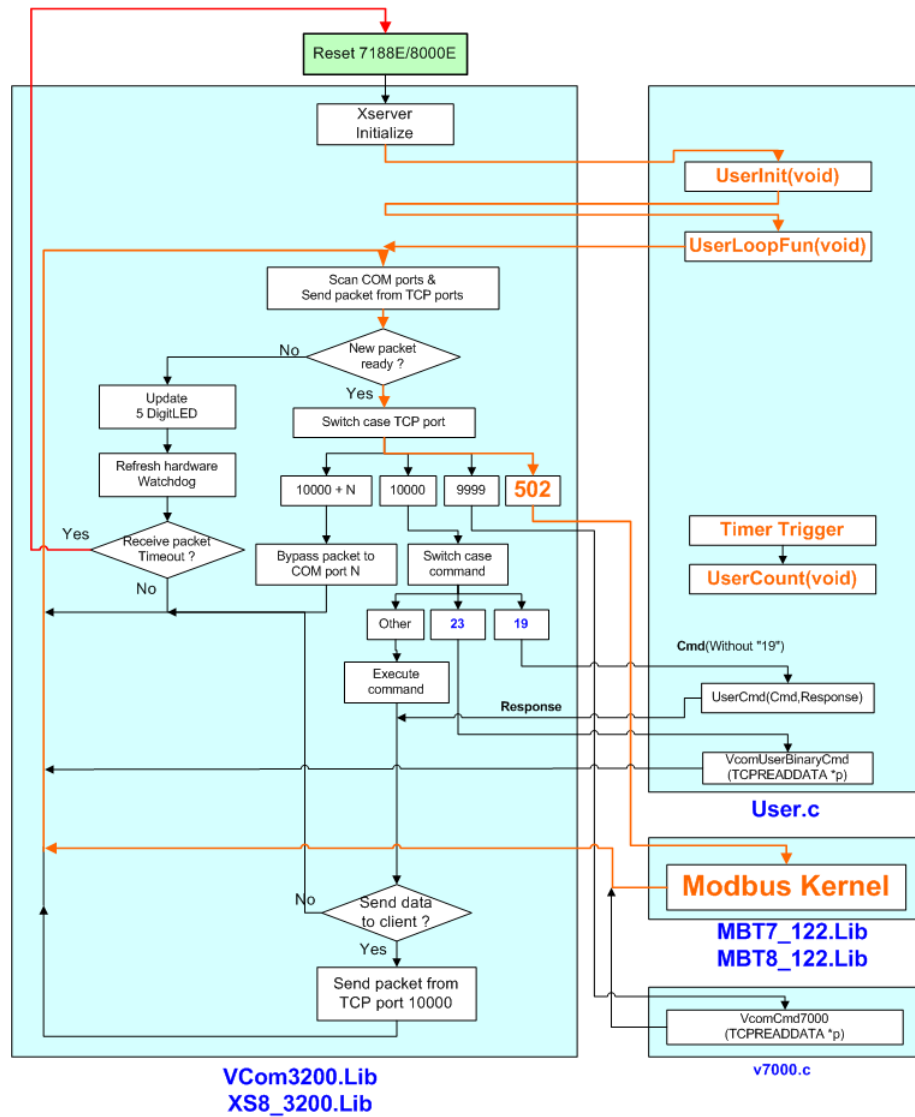 Reset 7188E/8000E
Xserver
Initialize
UserInit(void)
UserLoopFun(void)
Scan COM ports &
Send packet from TCP ports
No
New packet
ready ?
Yes
Update
5 DigitLED
Switch case TCP port
Refresh hardware
Watchdog
10000 + N
10000
9999
502
Yes
Receive packet
Timeout ?
No
Bypass packet to
COM port N
Switch case
command
Timer Trigger
UserCount(void)
Other
23
19
Cmd(Without "19")
Execute
command
UserCmd(Cmd,Response)
Response
VcomUserBinaryCmd
(TCPREADDATA *p)
User.c
Modbus Kernel
No
Send data
to client ?
Yes
MBT7_122.Lib
MBT8_122.Lib
Send packet from
TCP port 10000
VcomCmd7000
(TCPREADDATA *p)
v7000.c
VCom3200.Lib
XS8_3200.Lib